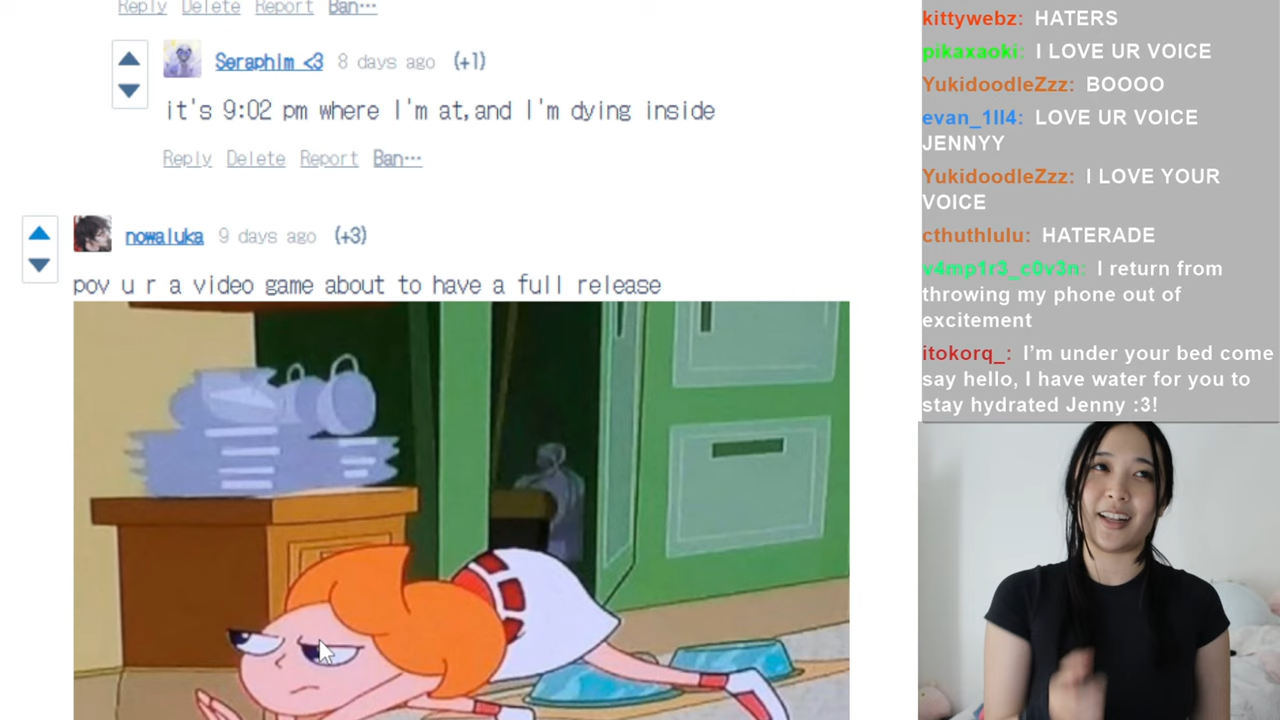 Reply Delete Report Ban…
Seraphim <3 8 days ago (+1)
it's 9:02 pm where I'm at,and I'm dying inside
Reply Delete Report Ban…
nowaluka 9 days ago (+3)
pov u r a video game about to have a full release
kittywebz: HATERS
pikaxaoki: I LOVE UR VOICE
YukidoodleZzz: BOOOO
evan_1ll4: LOVE UR VOICE
JENNYY
YukidoodleZzz: I LOVE YOUR
VOICE
cthuthlulu: HATERADE
v4mp1r3_c0v3n: I return from
throwing my phone out of
excitement
itokorq_: I’m under your bed come
say hello, I have water for you to
stay hydrated Jenny :3!